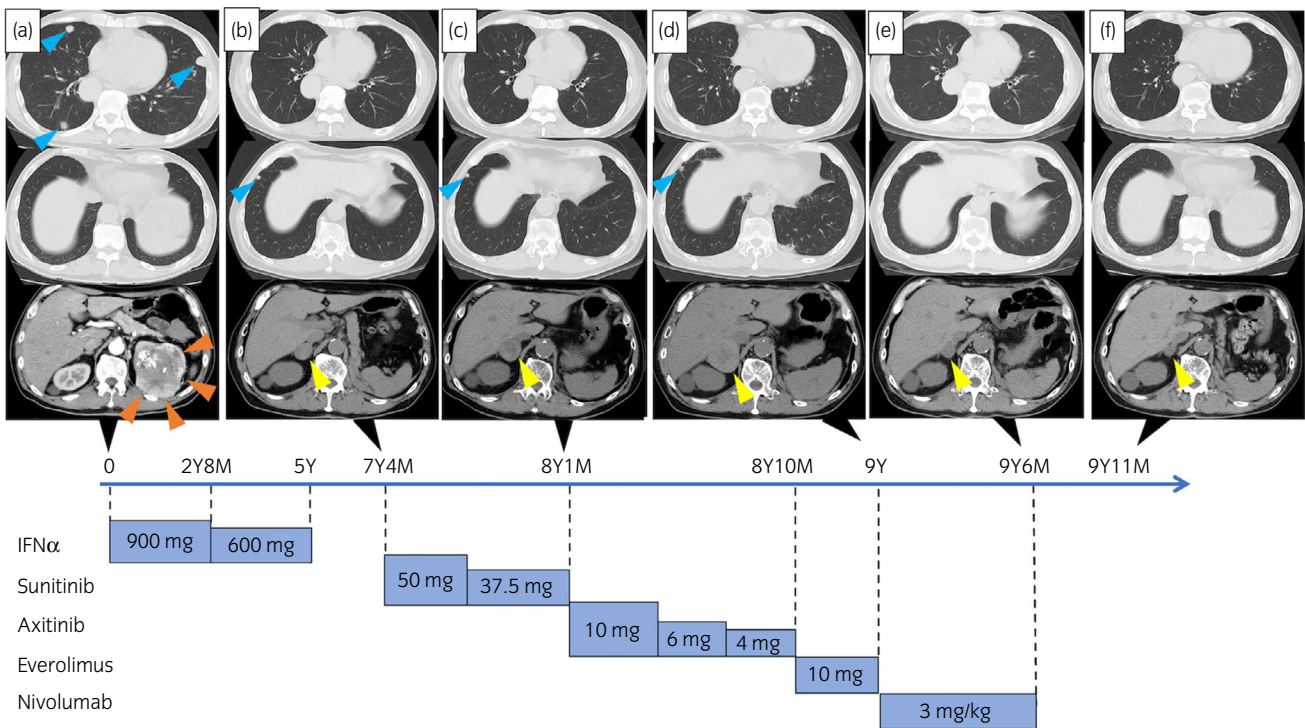 (a) (b) (c) (d) (e) (f)
0 2Y8M 5Y 7Y4M 8Y1M 8Y10M 9Y 9Y6M 9Y11M
IFNα 900 mg 600 mg
Sunitinib 50 mg 37.5 mg
Axitinib 10 mg 6 mg 4 mg
Everolimus 10 mg
Nivolumab 3 mg/kg